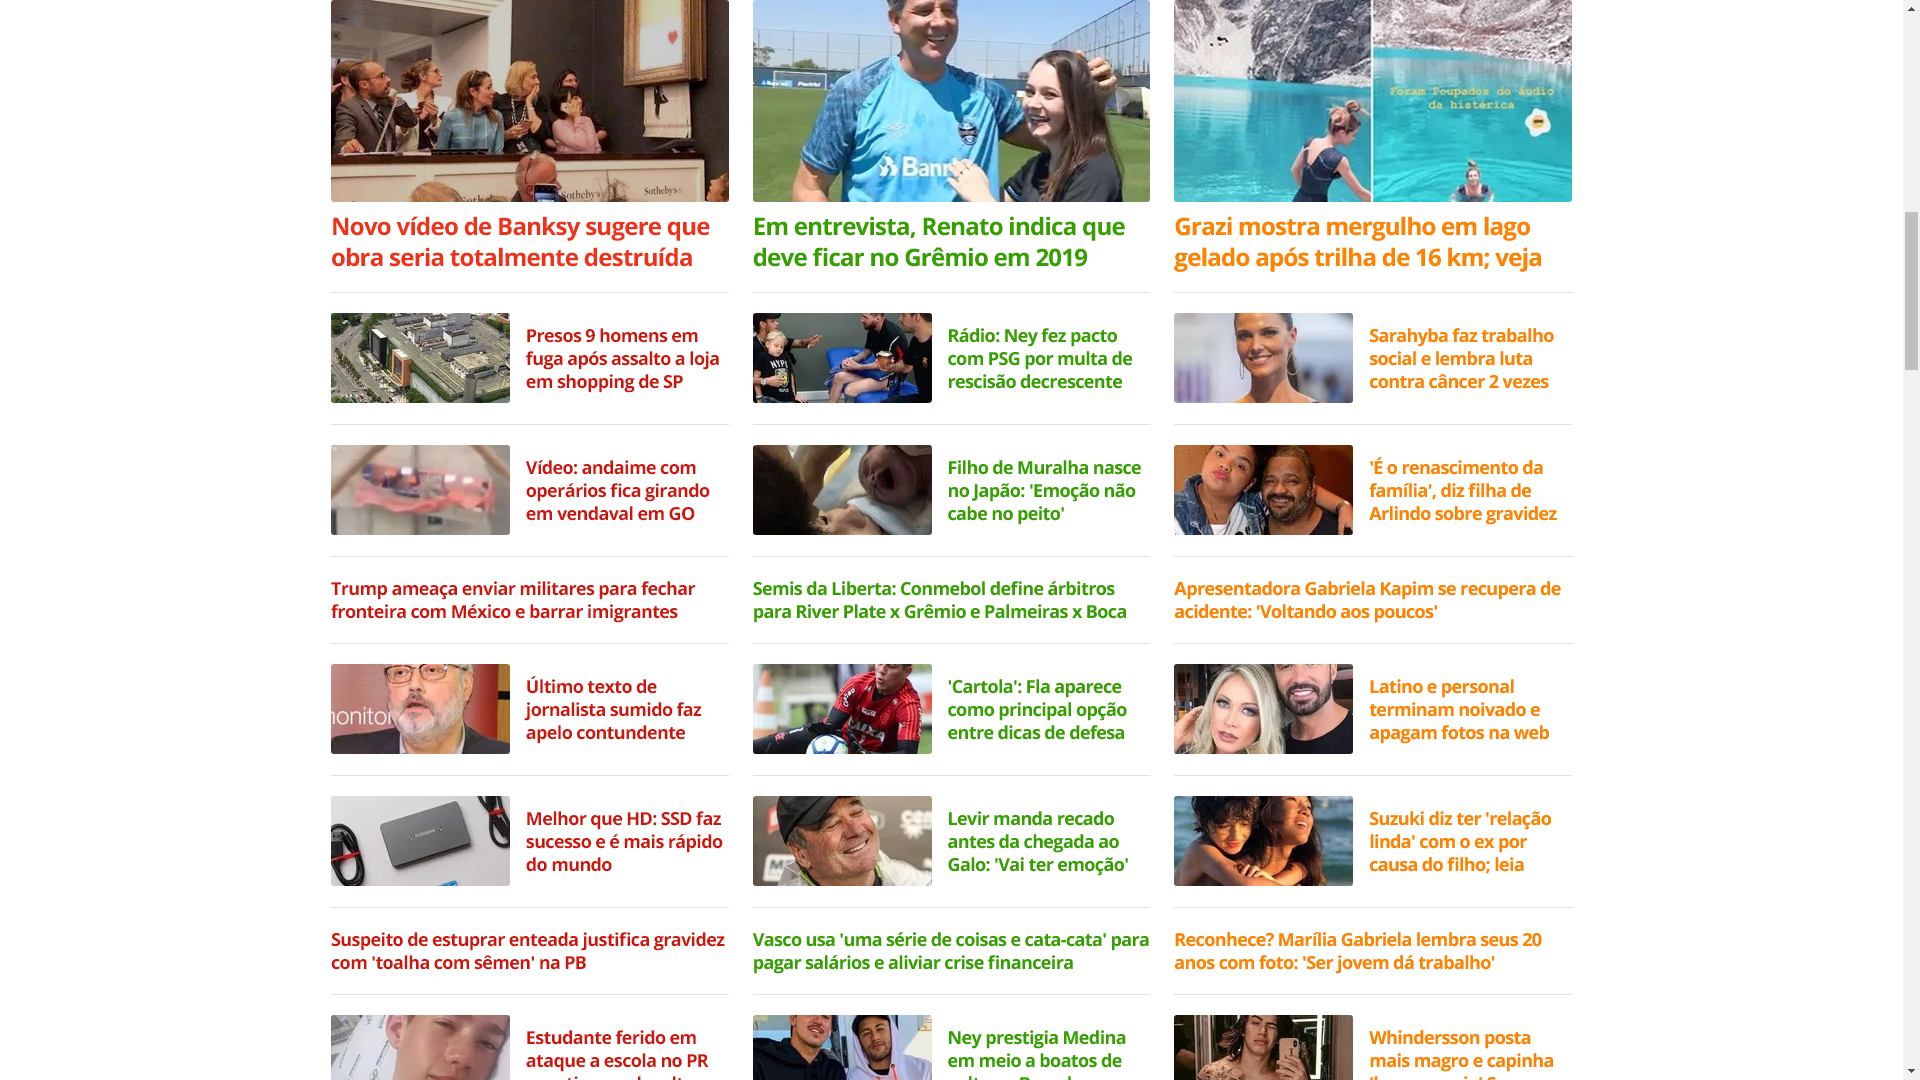 Sotheby's
Sotheby's
Banr
Foram Poupados do áudio
da histérica
Novo vídeo de Banksy sugere que
obra seria totalmente destruída
Em entrevista, Renato indica que
deve ficar no Grêmio em 2019
Grazi mostra mergulho em lago
gelado após trilha de 16 km; veja
Presos 9 homens em
fuga após assalto a loja
em shopping de SP
Rádio: Ney fez pacto
com PSG por multa de
rescisão decrescente
Sarahyba faz trabalho
social e lembra luta
contra câncer 2 vezes
Vídeo: andaime com
operários fica girando
em vendaval em GO
Filho de Muralha nasce
no Japão: 'Emoção não
cabe no peito'
'É o renascimento da
família', diz filha de
Arlindo sobre gravidez
Trump ameaça enviar militares para fechar
fronteira com México e barrar imigrantes
Semis da Liberta: Conmebol define árbitros
para River Plate x Grêmio e Palmeiras x Boca
Apresentadora Gabriela Kapim se recupera de
acidente: 'Voltando aos poucos'
monitor
Último texto de
jornalista sumido faz
apelo contundente
'Cartola': Fla aparece
como principal opção
entre dicas de defesa
Latino e personal
terminam noivado e
apagam fotos na web
Melhor que HD: SSD faz
sucesso e é mais rápido
do mundo
Levir manda recado
antes da chegada ao
Galo: 'Vai ter emoção'
Suzuki diz ter 'relação
linda' com o ex por
causa do filho; leia
Suspeito de estuprar enteada justifica gravidez
com 'toalha com sêmen' na PB
Vasco usa 'uma série de coisas e cata-cata' para
pagar salários e aliviar crise financeira
Reconhece? Marília Gabriela lembra seus 20
anos com foto: 'Ser jovem dá trabalho'
Estudante ferido em
ataque a escola no PR
Ney prestigia Medina
em meio a boatos de
Whindersson posta
mais magro e capinha